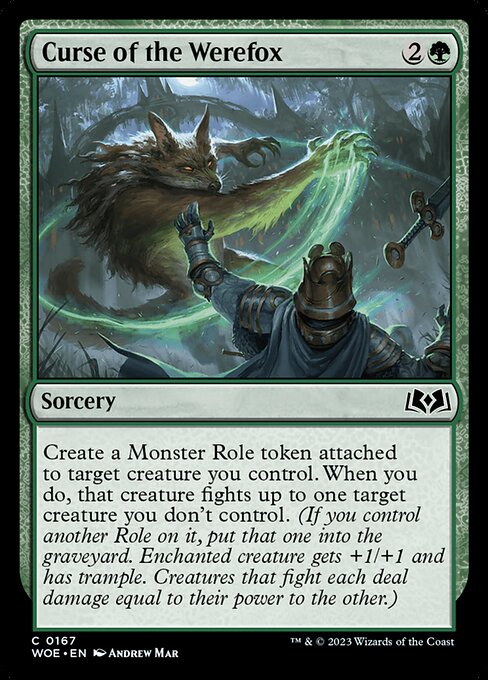 Curse of the Werefox 2
Sorcery
Create a Monster Role token attached
to target creature you control. When you
do, that creature fights up to one target
creature you don't control. (If you control
another Role on it, put that one into the
graveyard. Enchanted creature gets +1/+1 and
has trample. Creatures that fight each deal
damage equal to their power to the other.)
C 0167
WOE • EN ANDREW MAR
™ & © 2023 Wizards of the Coast